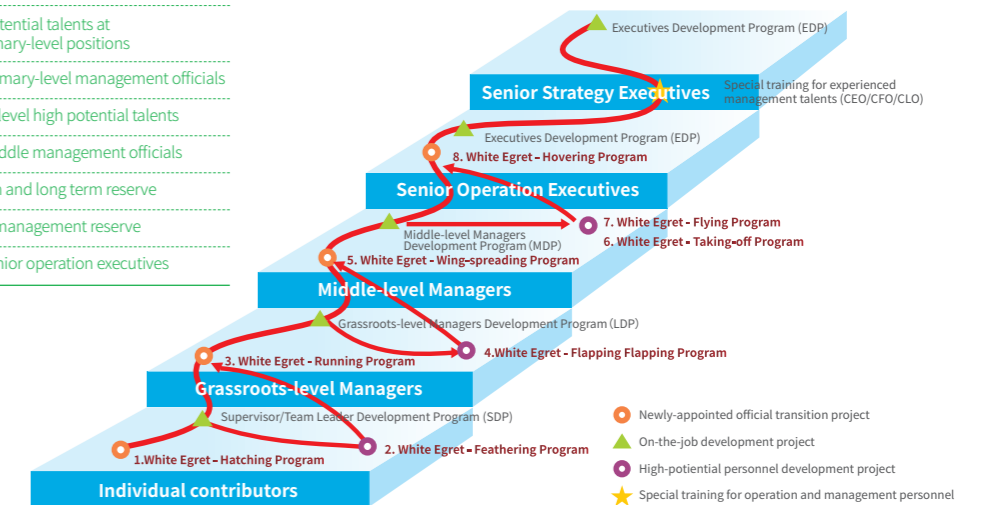 tential talents at
nary-level positions
mary-level management officials
level high potential talents
ddle management officials
n and long term reserve
management reserve
nior operation executives
Executives Development Program (EDP)
Senior Strategy Executives
Special training for experienced
management talents (CEO/CFO/CLO)
Executives Development Program (EDP)
8. White Egret - Hovering Program
Senior Operation Executives
7. White Egret - Flying Program
6. White Egret - Taking-off Program
Middle-level Managers
Development Program (MDP)
5. White Egret - Wing-spreading Program
Middle-level Managers
Grassroots-level Managers Development Program (LDP)
4.White Egret - Flapping Flapping Program
3. White Egret - Running Program
Grassroots-level Managers
Supervisor/Team Leader Development Program (SDP)
2. White Egret - Feathering Program
1.White Egret - Hatching Program
Individual contributors
Newly-appointed official transition project
On-the-job development project
High-potiential personnel development project
Special training for operation and management personnel